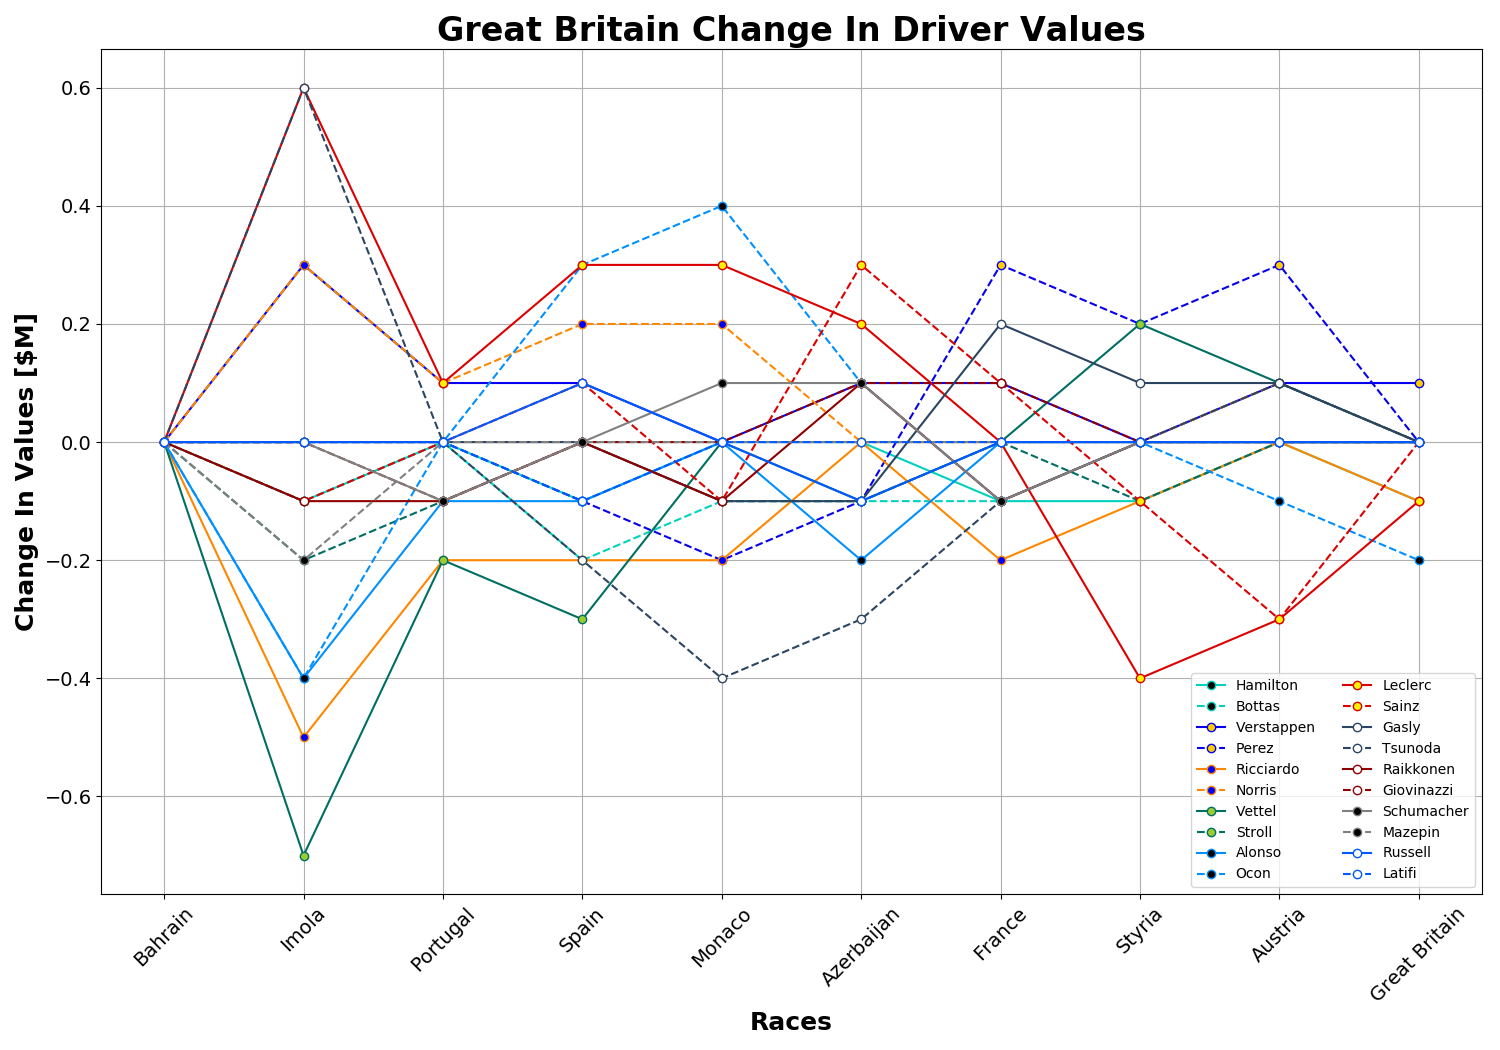 Great Britain Change In Driver Values
Change In Values [$M]
0.6
0.4
0.2
0.0
−0.2
−0.4
−0.6
Hamilton
Bottas
Verstappen
Perez
Ricciardo
Norris
Vettel
Stroll
Alonso
Ocon
Leclerc
Sainz
Gasly
Tsunoda
Raikkonen
Giovinazzi
Schumacher
Mazepin
Russell
Latifi
Bahrain
Imola
Portugal
Spain
Monaco
Azerbaijan
France
Styria
Austria
Great Britain
Races